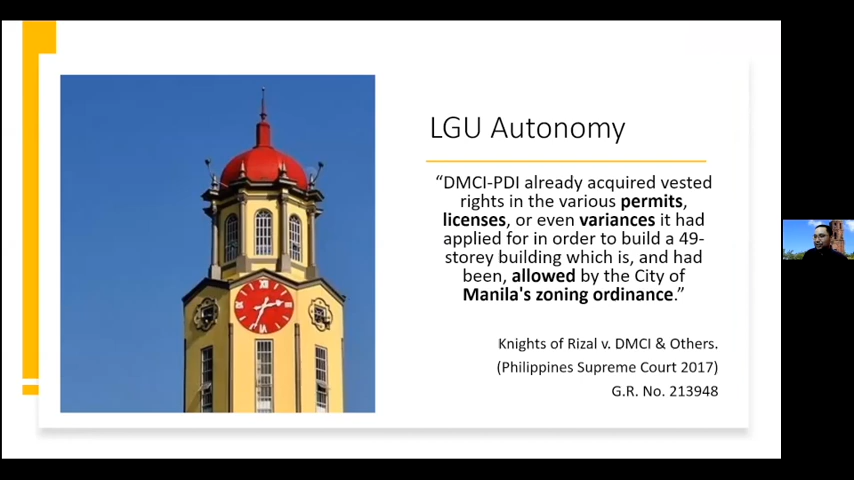 LGU Autonomy
“DMCI-PDI already acquired vested
rights in the various permits,
licenses, or even variances it had
applied for in order to build a 49-
storey building which is, and had
been, allowed by the City of
Manila's zoning ordinance.”
Knights of Rizal v. DMCI & Others.
(Philippines Supreme Court 2017)
G.R. No. 213948